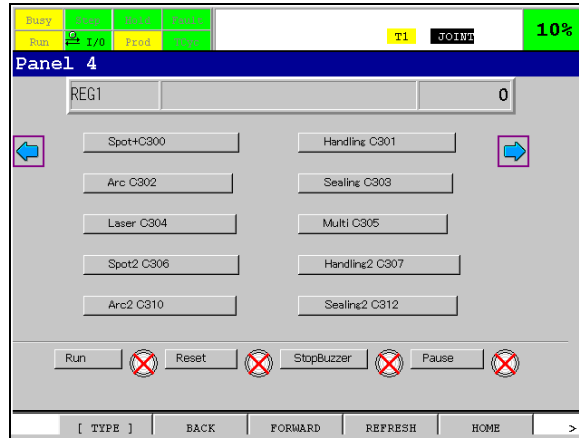 Busy Step Hold Fault
Run I/O Prod TCyc
T1 JOINT 10%
Panel 4
REG1 0
Spot+C300 Handling C301
Arc C302 Sealing C303
Laser C304 Multi C305
Spot2 C306 Handling2 C307
Arc2 C310 Sealing2 C312
Run Reset StopBuzzer Pause
[ TYPE ] BACK FORWARD REFRESH HOME >